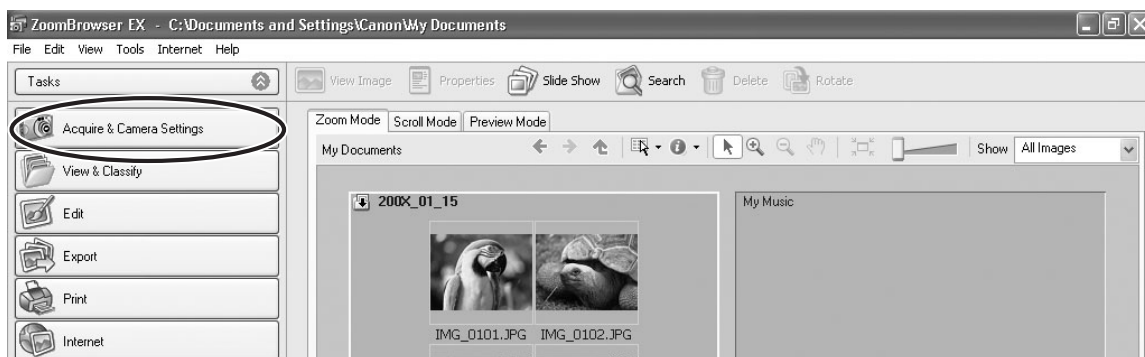 ZoomBrowser EX - C:\Documents and Settings\Canon\My Documents
File Edit View Tools Internet Help
Tasks
View Image Properties Slide Show Search Delete Rotate
Acquire & Camera Settings
Zoom Mode Scroll Mode Preview Mode
My Documents Show All Images
View & Classify
200X_01_15 My Music
Edit
Export
Print
IMG_0101.JPG IMG_0102.JPG
Internet